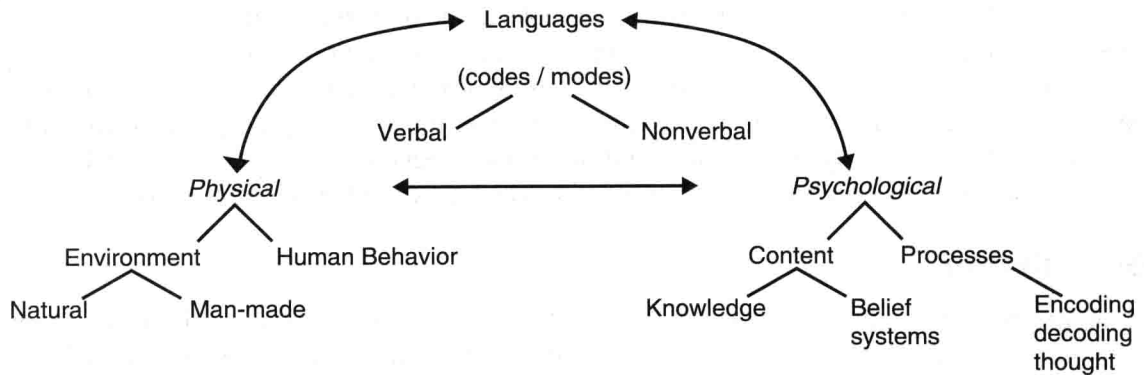 Languages
(codes / modes)
Verbal
Nonverbal
Physical
Psychological
Environment
Human Behavior
Content
Processes
Natural
Man-made
Knowledge
Belief
systems
Encoding
decoding
thought